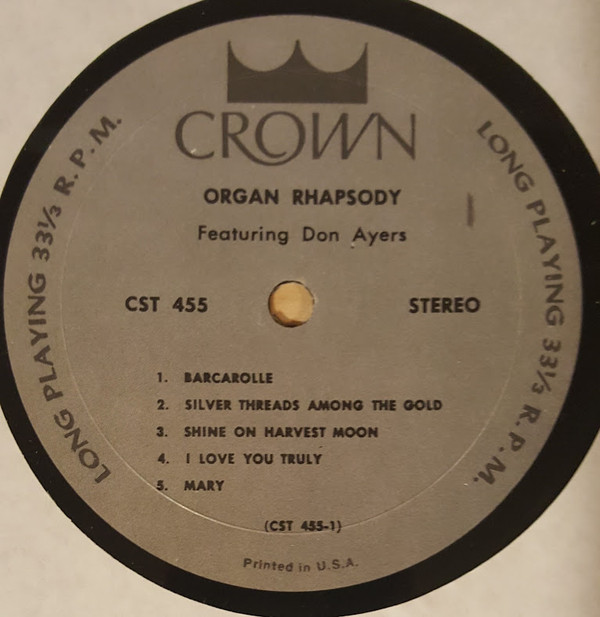 CROWN
ORGAN RHAPSODY
Featuring Don Ayers
CST 455
STEREO
1. BARCAROLLE
2. SILVER THREADS AMONG THE GOLD
3. SHINE ON HARVEST MOON
4. I LOVE YOU TRULY
5. MARY
(CST 455-1)
Printed in U.S.A.
LONG PLAYING 33⅓ R.P.M.
LONG PLAYING 33⅓ R.P.M.